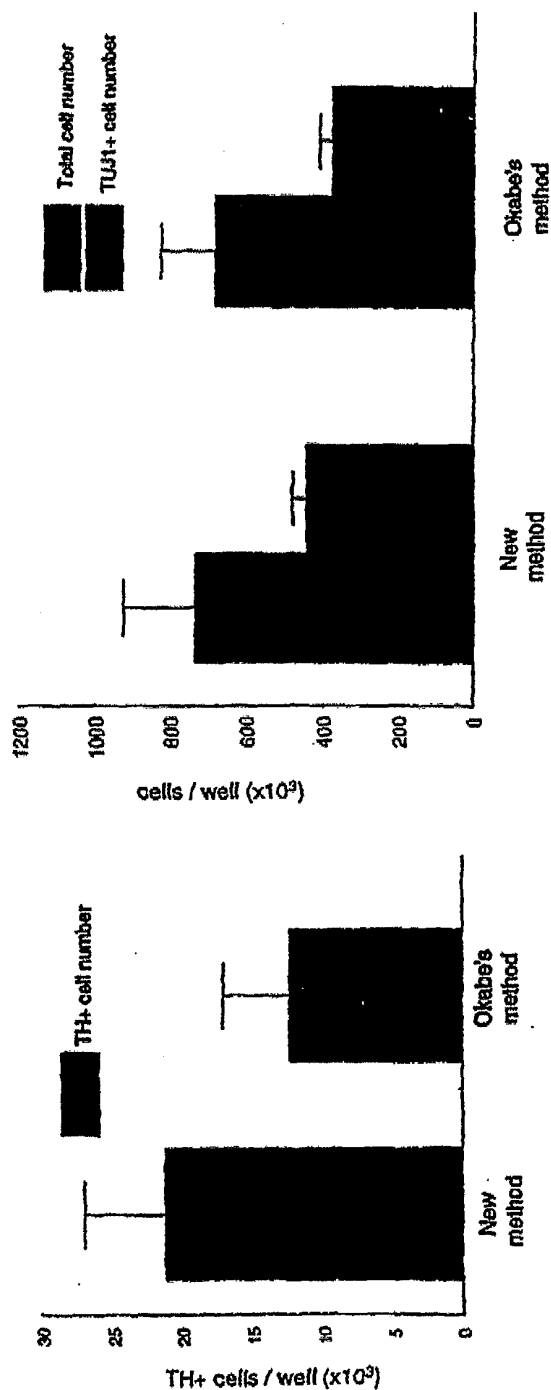 TH+ cells / well (x10³)
30
25
20
15
10
5
0
TH+ cell number
New
method
Okabe's
method
cells / well (x10³)
1200
1000
800
600
400
200
0
Total cell number
TUJ1+ cell number
New
method
Okabe's
method